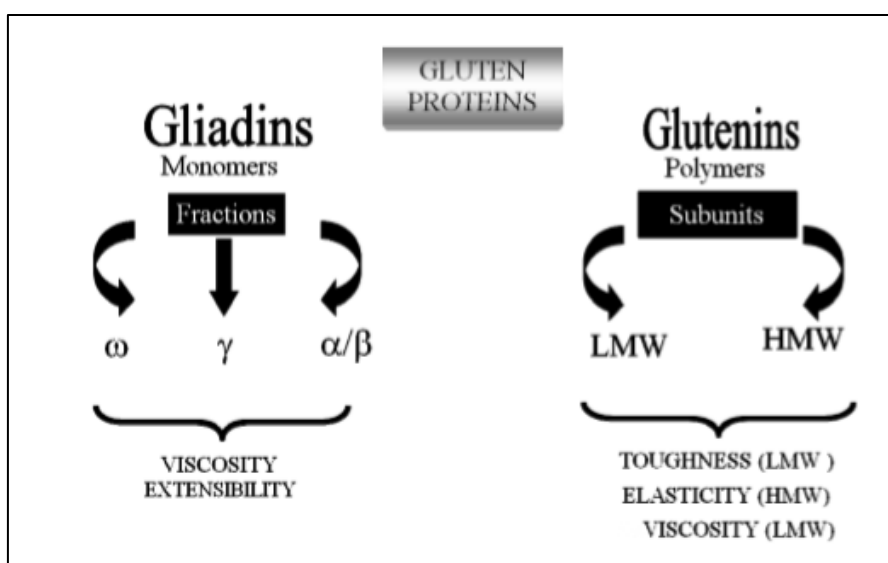 GLUTEN
PROTEINS
Gliadins
Monomers
Fractions
ω
γ
α/β
VISCOSITY
EXTENSIBILITY
Glutenins
Polymers
Subunits
LMW
HMW
TOUGHNESS (LMW )
ELASTICITY (HMW)
VISCOSITY (LMW)